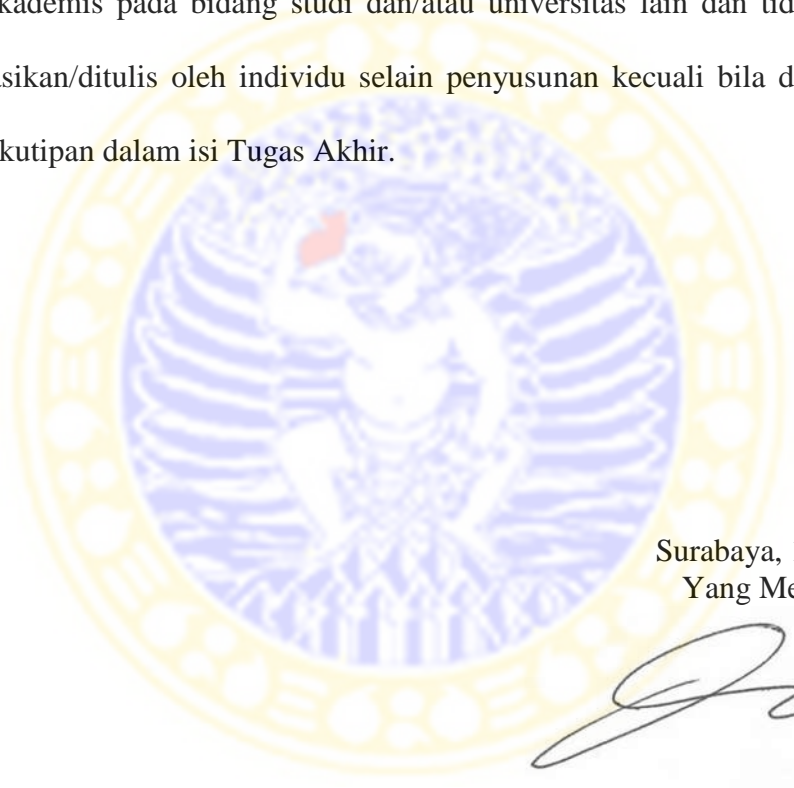 kademis pada bidang studi dan/atau universitas lain dan tid
sikan/ditulis oleh individu selain penyusunan kecuali bila d
kutipan dalam isi Tugas Akhir.
Surabaya,
Yang Me